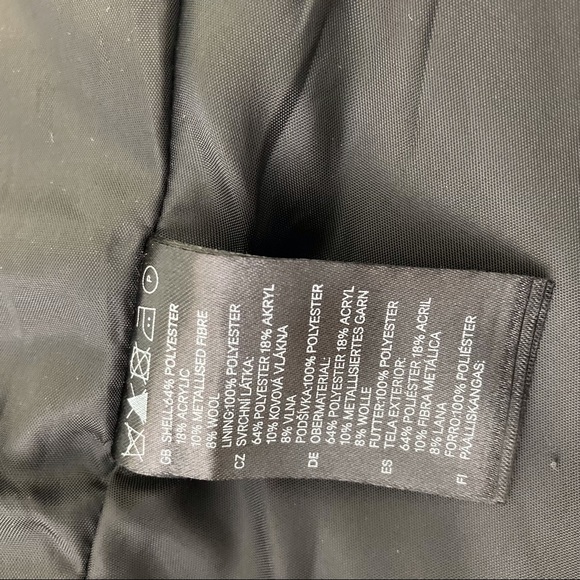 P
GB SHELL:64% POLYESTER
18% ACRYLIC
10% METALLISED FIBRE
8% WOOL
LINING:100% POLYESTER
CZ SVRCHNÍ LÁTKA:
64% POLYESTER 18% AKRYL
10% KOVOVÁ VLÁKNA
8% VLNA
PODŠÍVKA:100% POLYESTER
DE OBERMATERIAL:
64% POLYESTER 18% ACRYL
10% METALLISIERTES GARN
8% WOLLE
FUTTER:100% POLYESTER
ES TELA EXTERIOR:
64% POLIÉSTER 18% ACRIL
10% FIBRA METÁLICA
8% LANA
FORRO:100% POLIÉSTER
FI PÄÄLLISKANGAS: